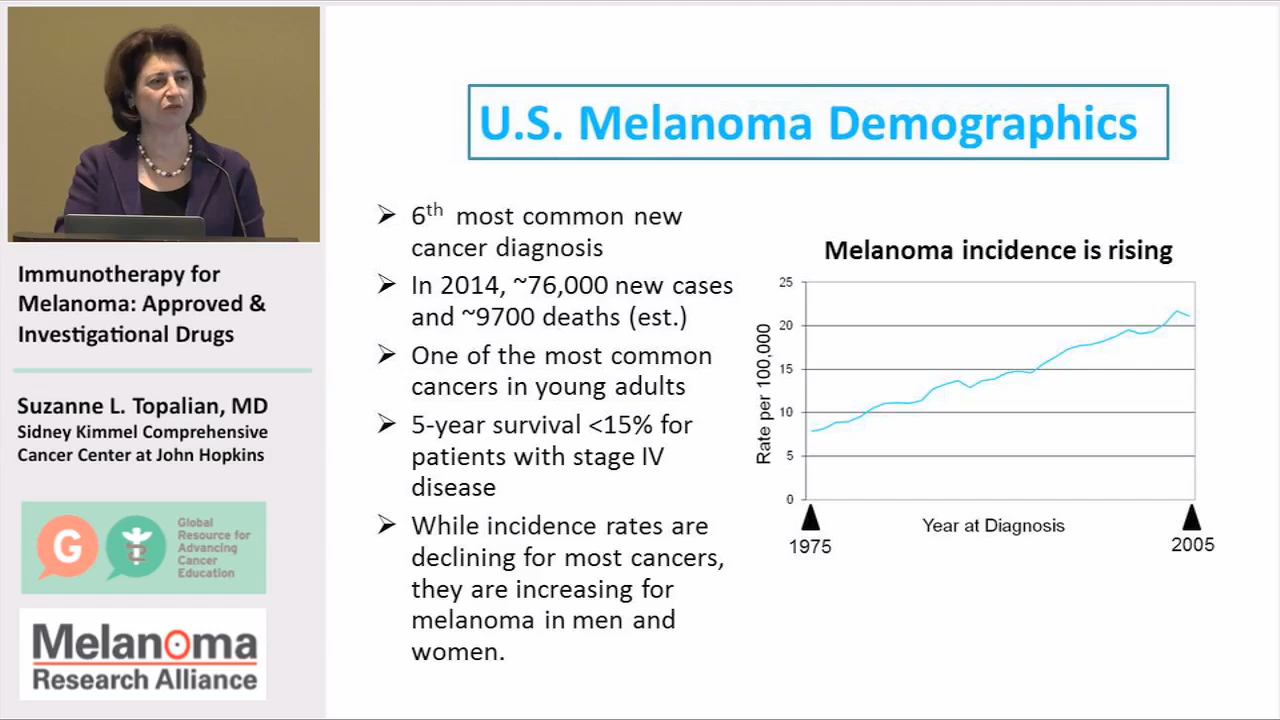 Immunotherapy for
Melanoma: Approved &
Investigational Drugs
Suzanne L. Topalian, MD
Sidney Kimmel Comprehensive
Cancer Center at John Hopkins
G
Global
Resource for
Advancing
Cancer
Education
Melanoma
Research Alliance
U.S. Melanoma Demographics
➢ 6th most common new
cancer diagnosis
➢ In 2014, ~76,000 new cases
and ~9700 deaths (est.)
➢ One of the most common
cancers in young adults
➢ 5-year survival <15% for
patients with stage IV
disease
➢ While incidence rates are
declining for most cancers,
they are increasing for
melanoma in men and
women.
Melanoma incidence is rising
Rate per 100,000
25
20
15
10
5
0
Year at Diagnosis
1975
2005